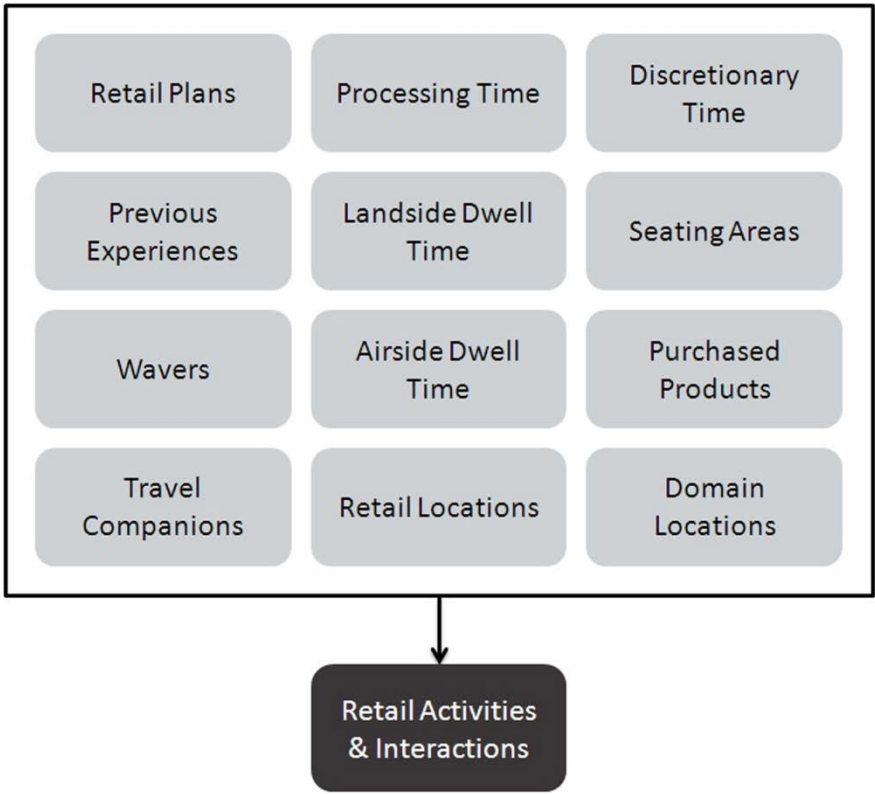 Retail Plans
Processing Time
Discretionary
Time
Previous
Experiences
Landside Dwell
Time
Seating Areas
Wavers
Airside Dwell
Time
Purchased
Products
Travel
Companions
Retail Locations
Domain
Locations
Retail Activities
& Interactions